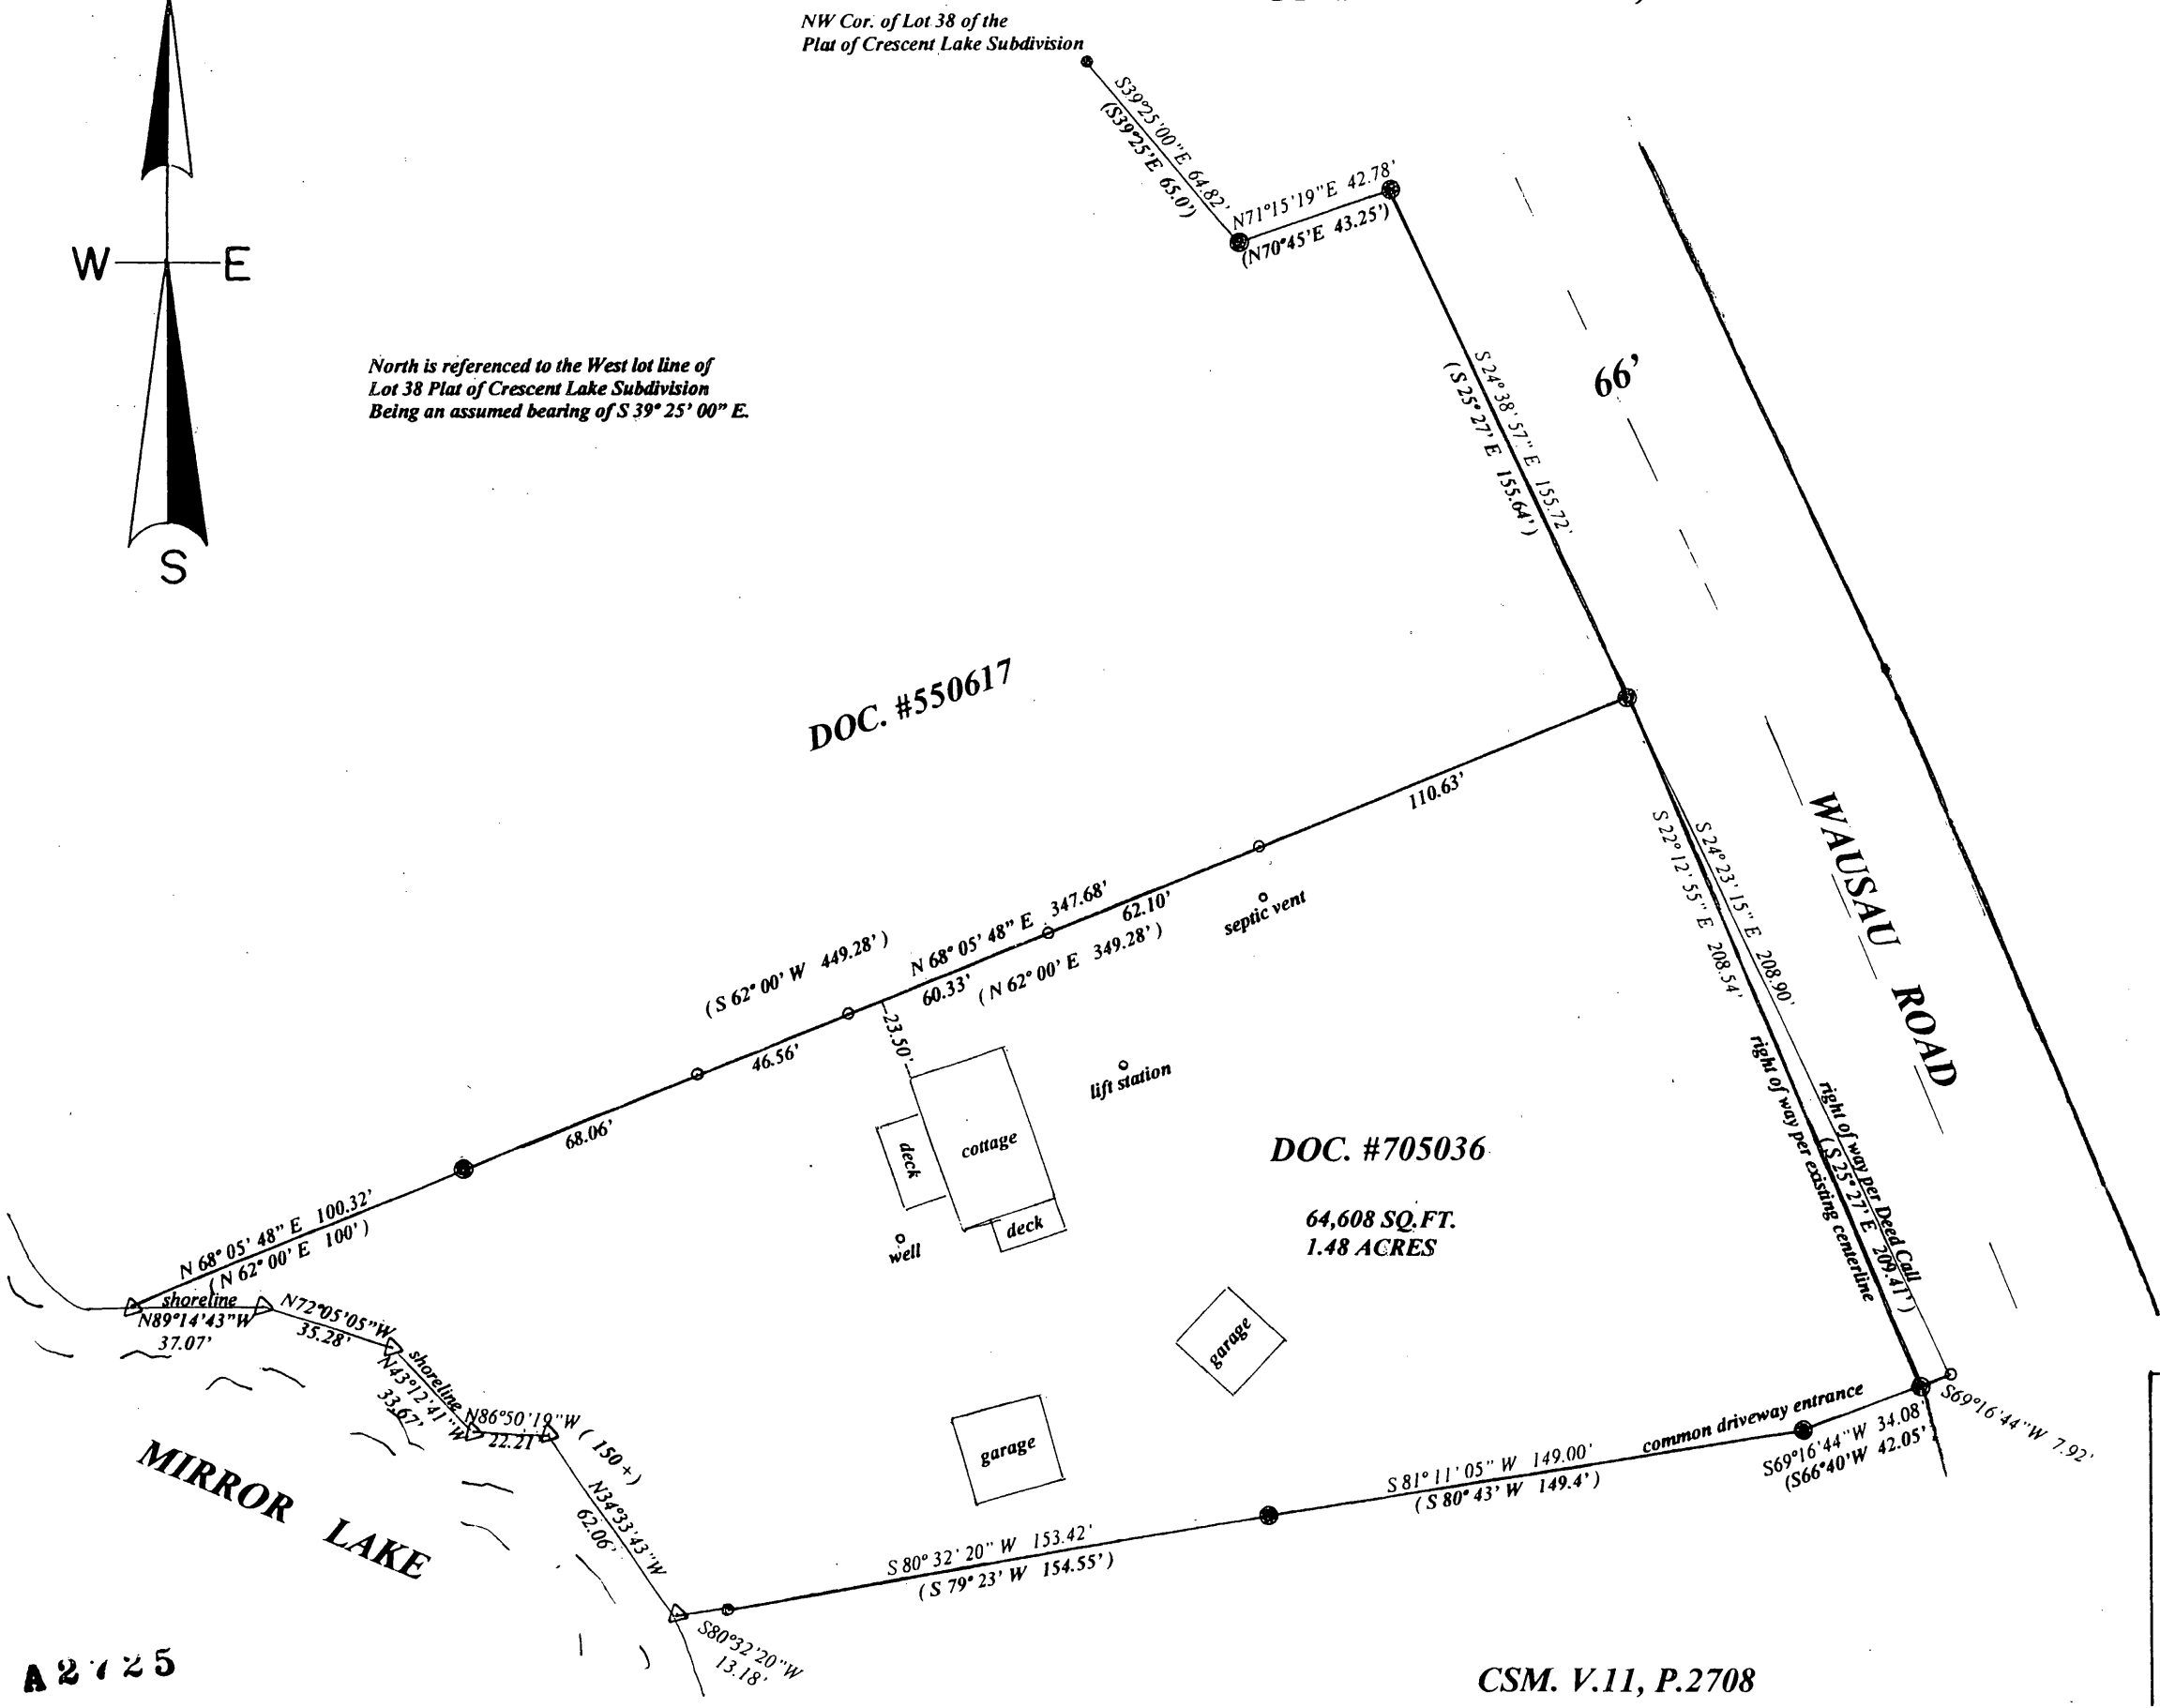 NW Cor. of Lot 38 of the
Plat of Crescent Lake Subdivision
S39°25'00"E 64.82'
(S39°25'E 65.0')
N71°15'19"E 42.78'
(N70°45'E 43.25')
W E
S
North is referenced to the West lot line of
Lot 38 Plat of Crescent Lake Subdivision
Being an assumed bearing of S 39° 25' 00" E.
S 24° 38' 57" E 155.72'
(S 25° 27' E 155.64')
66'
DOC. #550617
110.63'
WAUSAU ROAD
S 24° 23' 15" E 208.90'
S 22° 12' 55" E 208.54'
(S 62° 00' W 449.28')
N 68° 05' 48" E 347.68'
62.10'
60.33'
(N 62° 00' E 349.28')
septic vent
23.50'
46.56'
lift station
68.06'
cottage
deck
deck
well
DOC. #705036
64,608 SQ.FT.
1.48 ACRES
right of way per existing centerline
right of way per Deed Call
(S 25° 27' E 209.41')
N 68° 05' 48" E 100.32'
(N 62° 00' E 100')
shoreline
N89°14'43"W
37.07'
N72°05'05"W
35.28'
shoreline
N43°12'41"W
33.67'
N86°50'19"W
22.21
(150+)
N34°33'43"W
62.06'
garage
garage
common driveway entrance
S69°16'44"W 7.92'
S69°16'44"W 34.08'
(S66°40'W 42.05')
S 81° 11' 05" W 149.00'
(S 80° 43' W 149.4')
S 80° 32' 20" W 153.42'
(S 79° 23' W 154.55')
S80°32'20"W
13.18'
MIRROR LAKE
A2725
CSM. V.11, P.2708